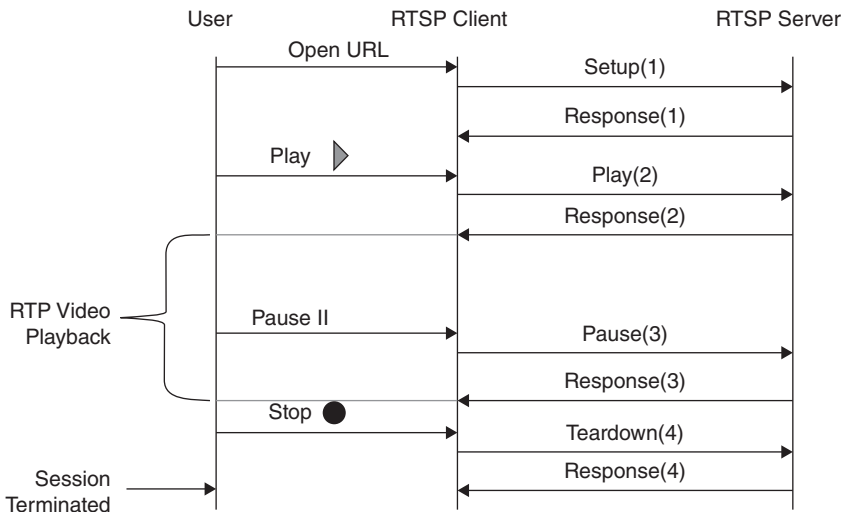 User
RTSP Client
RTSP Server
Open URL
Setup(1)
Response(1)
Play
Play(2)
Response(2)
RTP Video
Playback
Pause II
Pause(3)
Response(3)
Stop
Teardown(4)
Response(4)
Session
Terminated